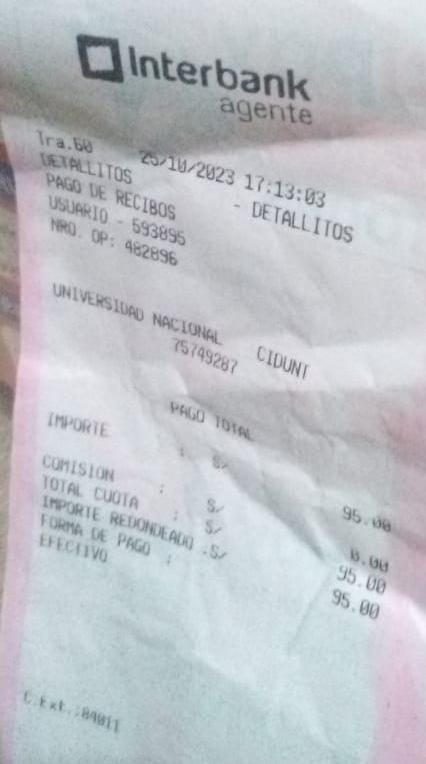 Interbank
agente
Tra.60 25/10/2023 17:13:03
DETALLITOS - DETALLITOS
PAGO DE RECIBOS
USUARIO - 593895
NRO. OP: 482896
UNIVERSIDAD NACIONAL CIDUNT
75749287
PAGO TOTAL
IMPORTE : S/ 95.00
COMISION : S/ 0.00
TOTAL CUOTA : S/ 95.00
IMPORTE REDONDEADO .S/ 95.00
FORMA DE PAGO :
EFECTIVO
C.Ext.:84011